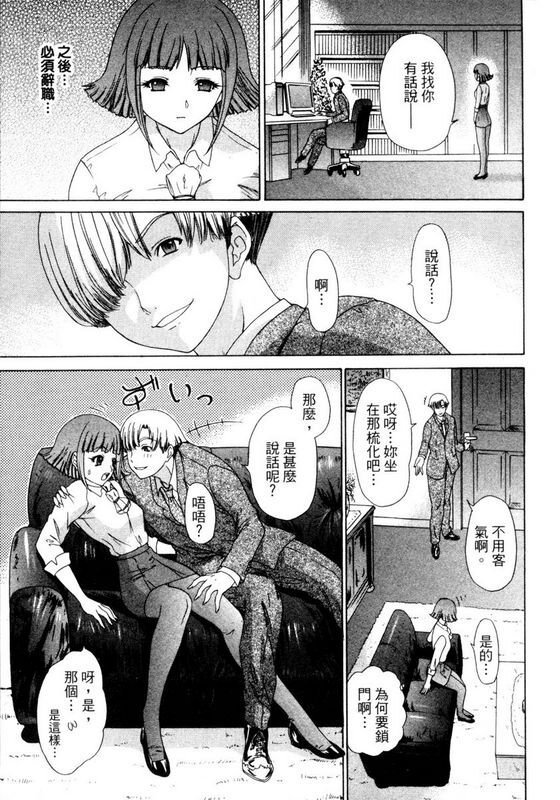 我找你
有話說──
之後⋯
必須辭職⋯
說話?⋯
啊⋯
哎呀⋯妳坐
在那梳化吧⋯
不用客
氣啊。
是的⋯
為何要鎖
門啊⋯
ずいっ
那麼，
是甚麼
說話呢?
唔唔?
呀，是，
那個⋯
是這樣⋯